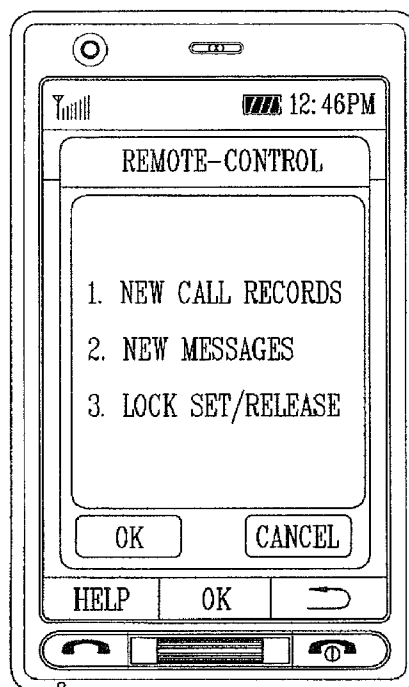 12:46PM
REMOTE-CONTROL
1. NEW CALL RECORDS
2. NEW MESSAGES
3. LOCK SET/RELEASE
OK CANCEL
HELP OK